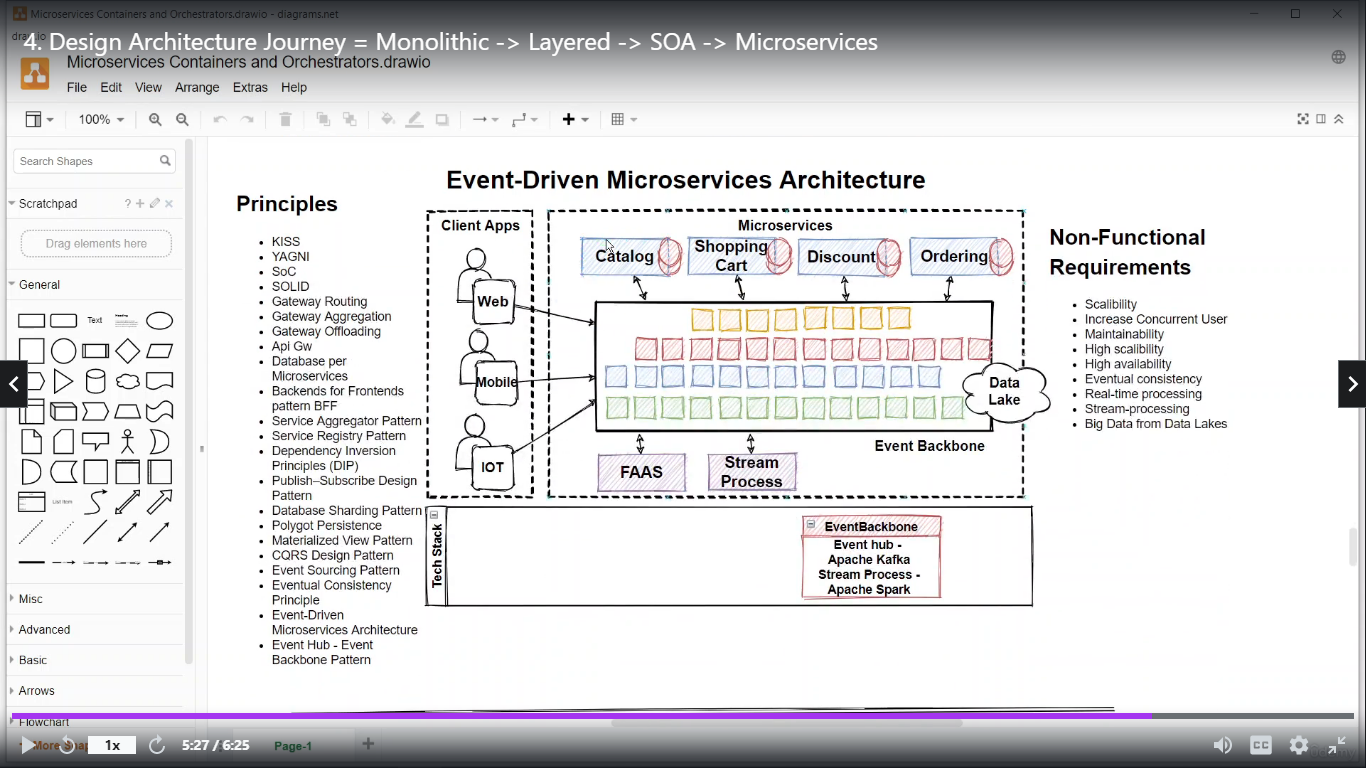 Microservices Containers and Orchestrators.drawio - diagrams.net
4. Design Architecture Journey = Monolithic -> Layered -> SOA -> Microservices
Microservices Containers and Orchestrators.drawio
File Edit View Arrange Extras Help
100%
Search Shapes
Scratchpad
Drag elements here
General
Text
Heading
List Item
Misc
Advanced
Basic
Arrows
Flowchart
Event-Driven Microservices Architecture
Principles
KISS
YAGNI
SoC
SOLID
Gateway Routing
Gateway Aggregation
Gateway Offloading
Api Gw
Database per
Microservices
Backends for Frontends
pattern BFF
Service Aggregator Pattern
Service Registry Pattern
Dependency Inversion
Principles (DIP)
Publish–Subscribe Design
Pattern
Database Sharding Pattern
Polygot Persistence
Materialized View Pattern
CQRS Design Pattern
Event Sourcing Pattern
Eventual Consistency
Principle
Event-Driven
Microservices Architecture
Event Hub - Event
Backbone Pattern
Client Apps
Web
Mobile
IOT
Microservices
Catalog
Shopping
Cart
Discount
Ordering
Data
Lake
Event Backbone
FAAS
Stream
Process
Tech Stack
EventBackbone
Event hub -
Apache Kafka
Stream Process -
Apache Spark
Non-Functional
Requirements
Scalibility
Increase Concurrent User
Maintainability
High scalibility
High availability
Eventual consistency
Real-time processing
Stream-processing
Big Data from Data Lakes
1x
5:27 / 6:25
Page-1
CC